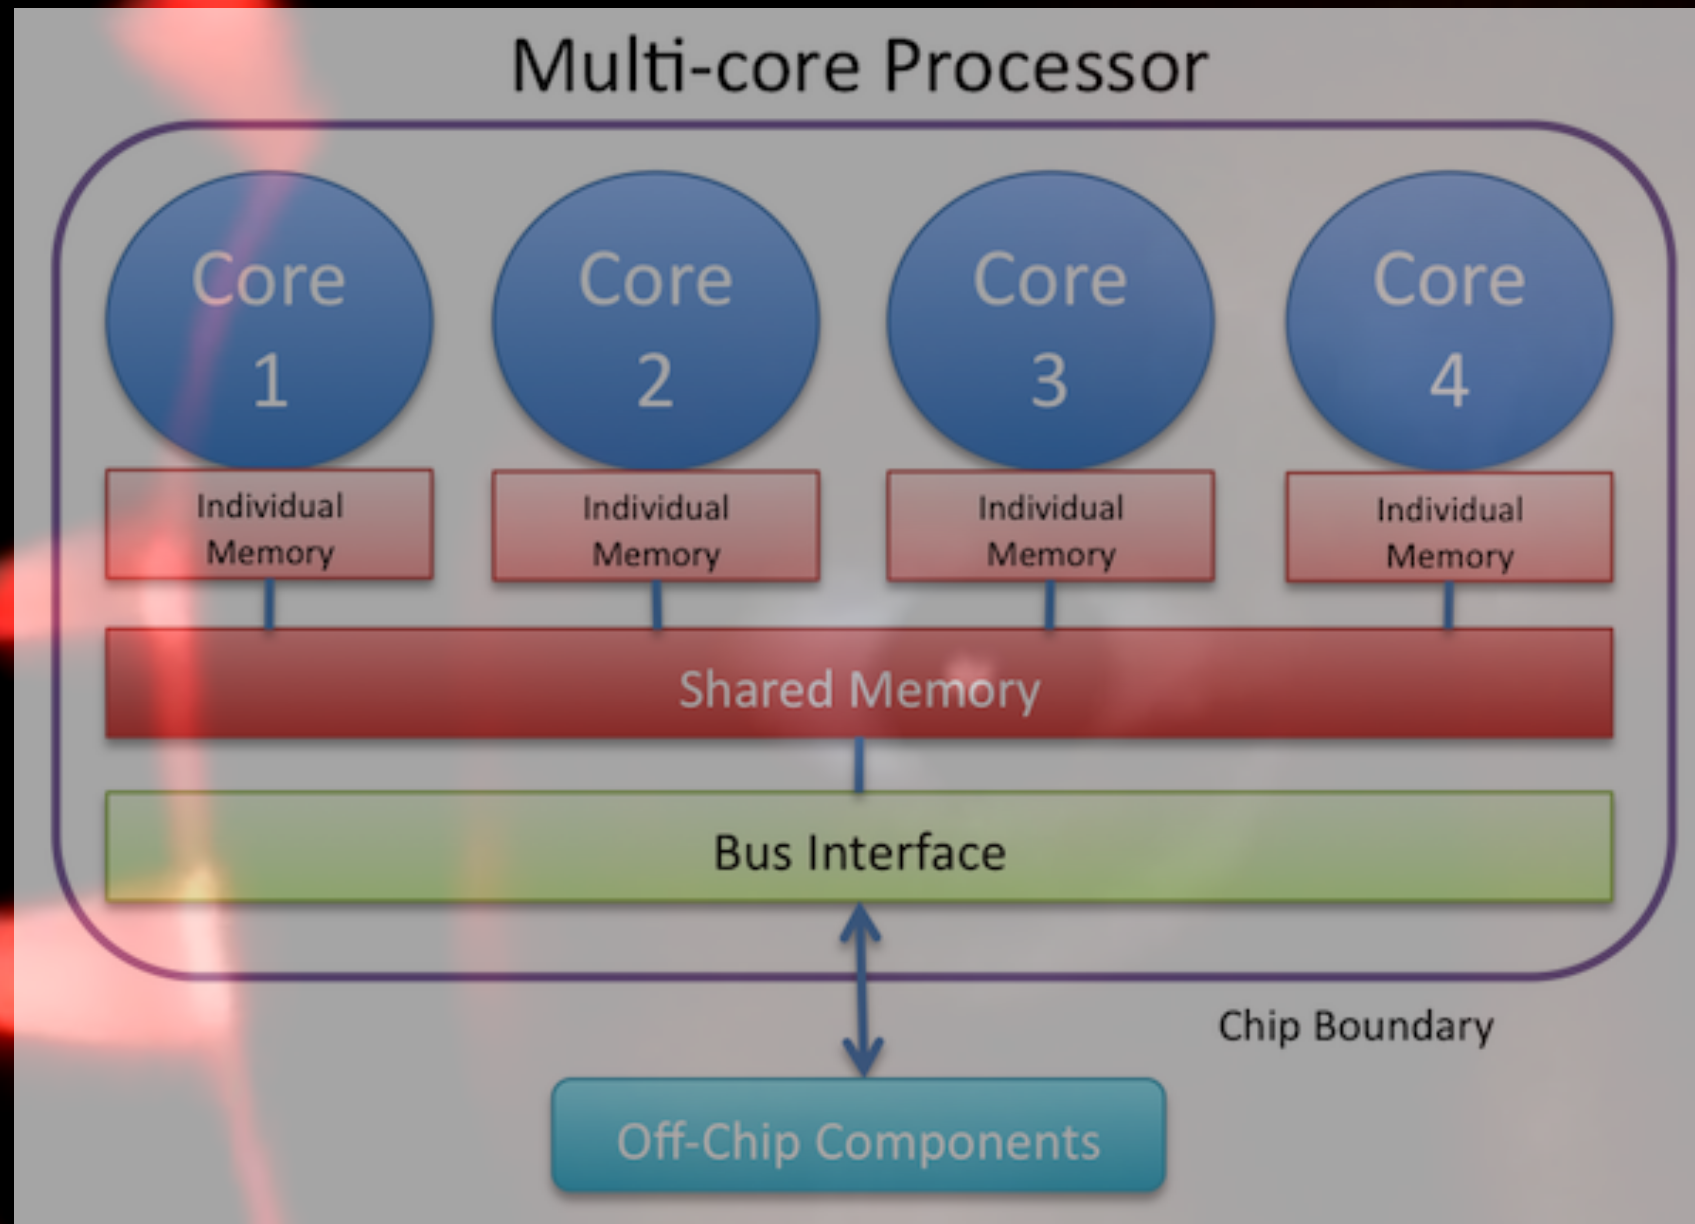 Multi-core Processor
Core
1
Core
2
Core
3
Core
4
Individual
Memory
Individual
Memory
Individual
Memory
Individual
Memory
Shared Memory
Bus Interface
Chip Boundary
Off-Chip Components